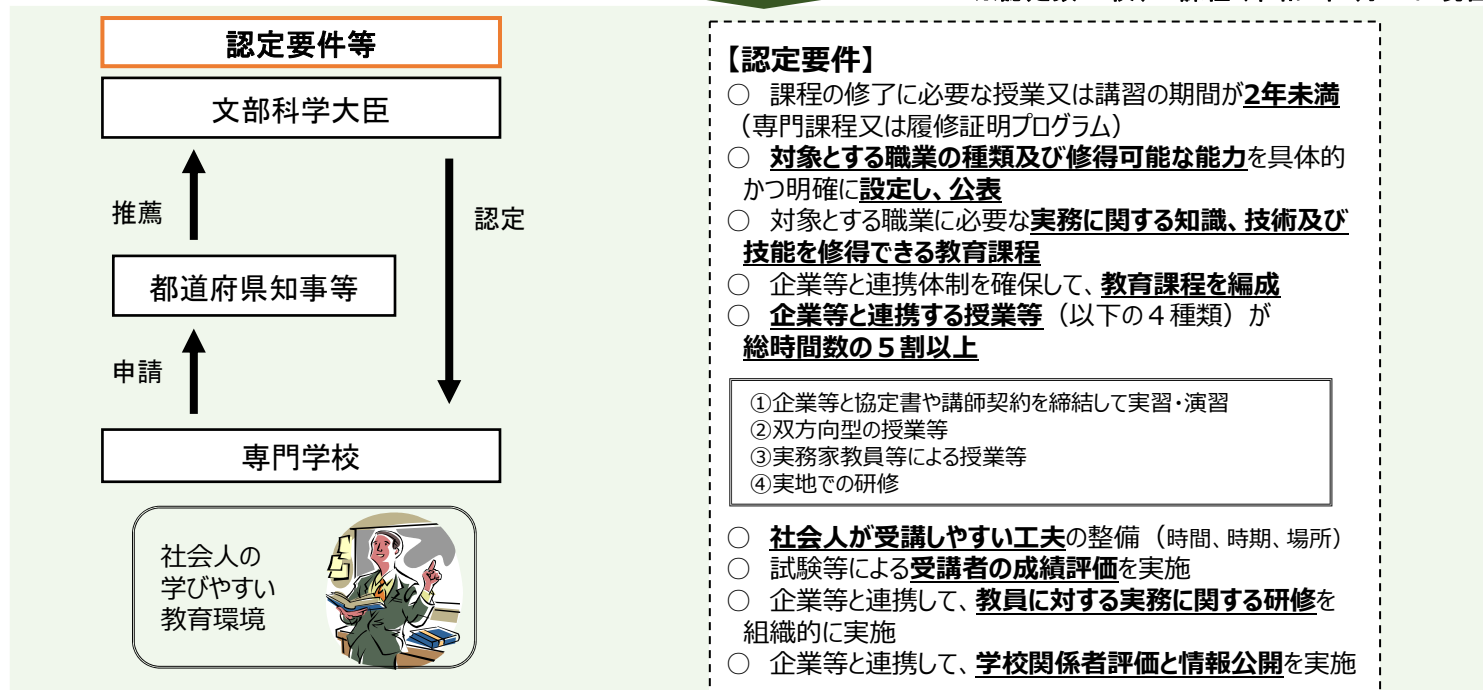 認定要件等
文部科学大臣
推薦
認定
都道府県知事等
申請
専門学校
社会人の
学びやすい
教育環境
【認定要件】
○ 課程の修了に必要な授業又は講習の期間が2年未満
（専門課程又は履修証明プログラム）
○ 対象とする職業の種類及び修得可能な能力を具体的
かつ明確に設定し、公表
○ 対象とする職業に必要な実務に関する知識、技術及び
技能を修得できる教育課程
○ 企業等と連携体制を確保して、教育課程を編成
○ 企業等と連携する授業等（以下の４種類）が
総時間数の５割以上
①企業等と協定書や講師契約を締結して実習・演習
②双方向型の授業等
③実務家教員等による授業等
④実地での研修
○ 社会人が受講しやすい工夫の整備（時間、時期、場所）
○ 試験等による受講者の成績評価を実施
○ 企業等と連携して、教員に対する実務に関する研修を
組織的に実施
○ 企業等と連携して、学校関係者評価と情報公開を実施